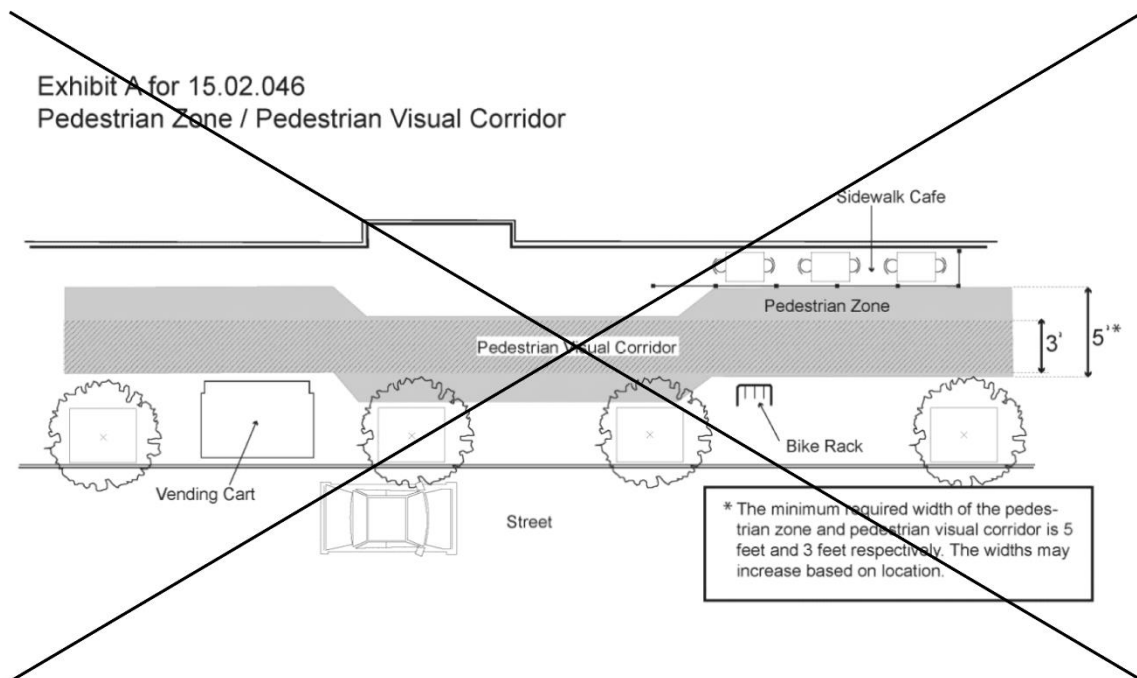 Exhibit A for 15.02.046
Pedestrian Zone / Pedestrian Visual Corridor
Sidewalk Cafe
Pedestrian Zone
Pedestrian Visual Corridor
3'
5'*
Bike Rack
Vending Cart
Street
* The minimum required width of the pedes-
trian zone and pedestrian visual corridor is 5
feet and 3 feet respectively. The widths may
increase based on location.